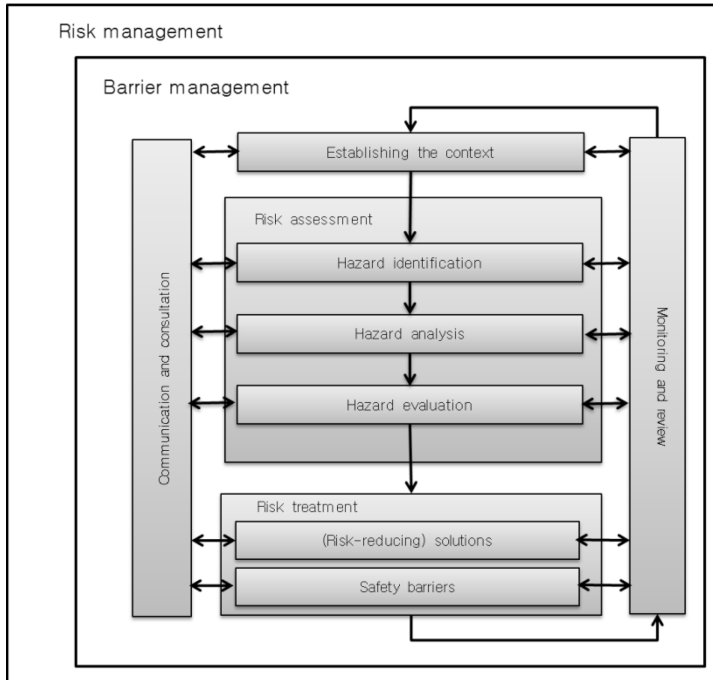 Risk management
Barrier management
Establishing the context
Risk assessment
Hazard identification
Hazard analysis
Hazard evaluation
Risk treatment
(Risk-reducing) solutions
Safety barriers
Communication and consultation
Monitoring and review